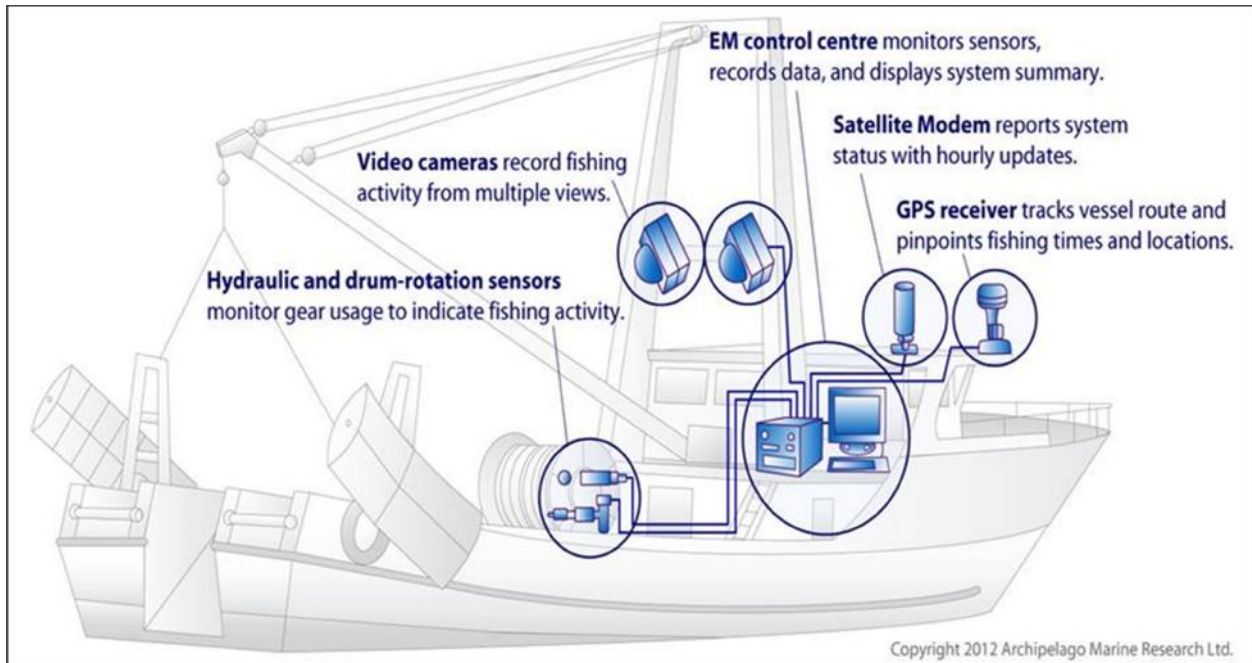 EM control centre monitors sensors,
records data, and displays system summary.
Satellite Modem reports system
status with hourly updates.
Video cameras record fishing
activity from multiple views.
GPS receiver tracks vessel route and
pinpoints fishing times and locations.
Hydraulic and drum-rotation sensors
monitor gear usage to indicate fishing activity.
Copyright 2012 Archipelago Marine Research Ltd.